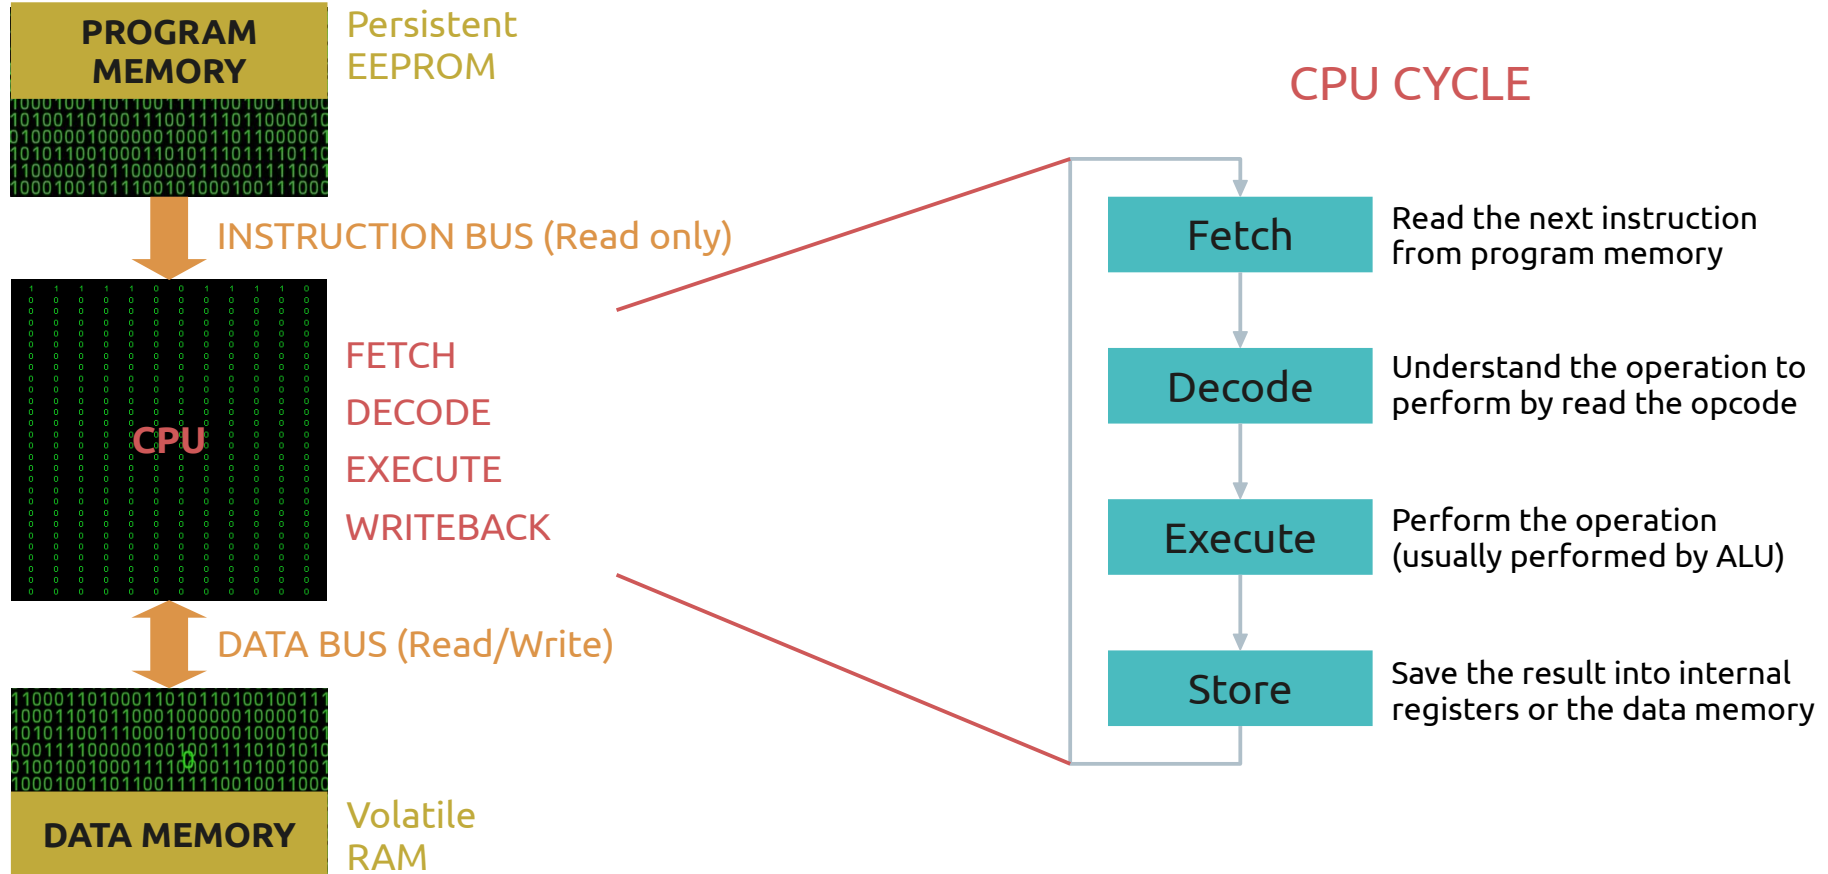 PROGRAM
MEMORY
Persistent
EEPROM
INSTRUCTION BUS (Read only)
CPU
FETCH
DECODE
EXECUTE
WRITEBACK
DATA BUS (Read/Write)
DATA MEMORY
Volatile
RAM
CPU CYCLE
Fetch
Read the next instruction
from program memory
Decode
Understand the operation to
perform by read the opcode
Execute
Perform the operation
(usually performed by ALU)
Store
Save the result into internal
registers or the data memory